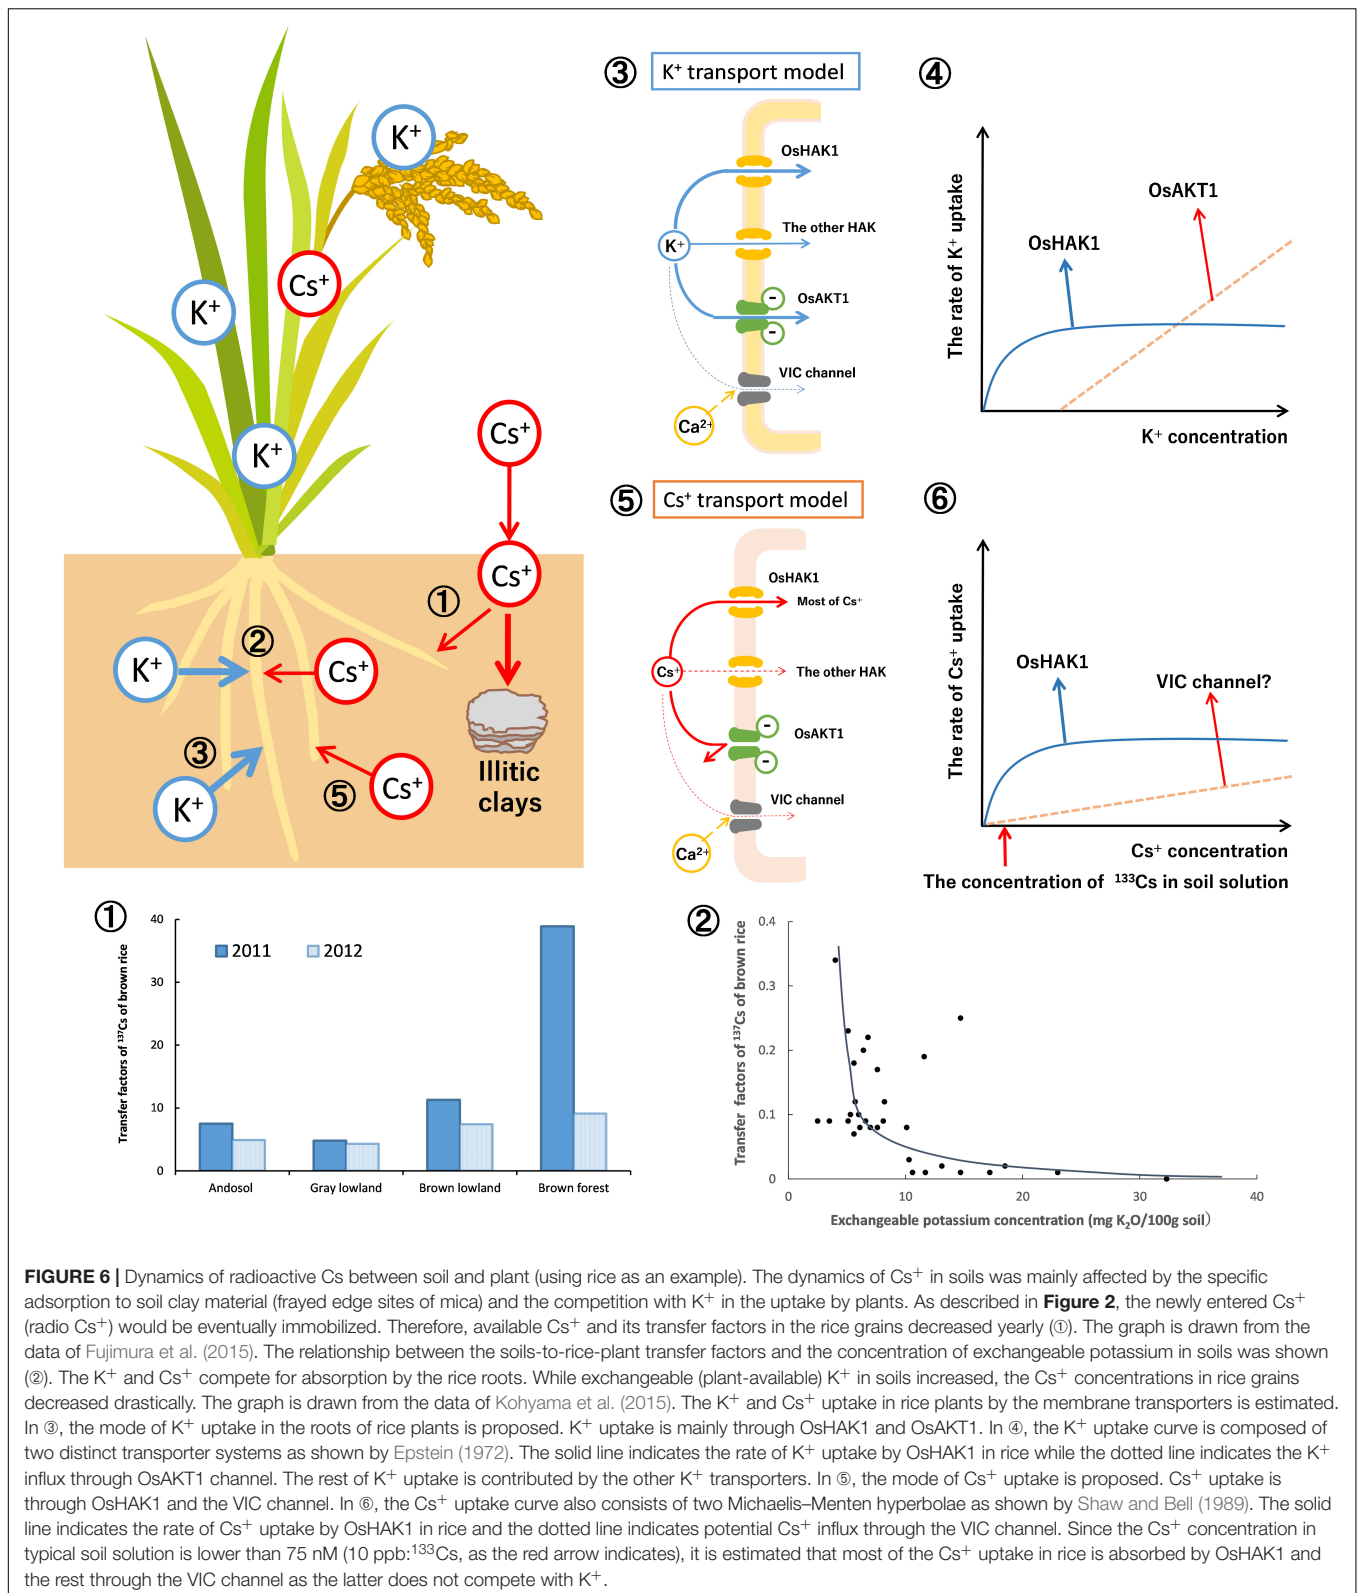 K⁺
Cs⁺
K⁺
K⁺
Cs⁺
Cs⁺
①
②
K⁺
Cs⁺
③
K⁺
⑤
Cs⁺
Illitic
clays
③ K⁺ transport model
OsHAK1
The other HAK
K⁺
OsAKT1
-
-
VIC channel
Ca²⁺
④
The rate of K⁺ uptake
OsHAK1
OsAKT1
K⁺ concentration
⑤ Cs⁺ transport model
OsHAK1
Most of Cs⁺
Cs⁺
The other HAK
OsAKT1
-
-
VIC channel
Ca²⁺
⑥
The rate of Cs⁺ uptake
OsHAK1
VIC channel?
Cs⁺ concentration
The concentration of ¹³³Cs in soil solution
①
Transfer factors of ¹³⁷Cs of brown rice
40
30
20
10
0
2011 2012
Andosol Gray lowland Brown lowland Brown forest
②
Transfer factors of ¹³⁷Cs of brown rice
0.4
0.3
0.2
0.1
0
0 10 20 30 40
Exchangeable potassium concentration (mg K₂O/100g soil)
FIGURE 6 | Dynamics of radioactive Cs between soil and plant (using rice as an example). The dynamics of Cs⁺ in soils was mainly affected by the specific
adsorption to soil clay material (frayed edge sites of mica) and the competition with K⁺ in the uptake by plants. As described in Figure 2, the newly entered Cs⁺
(radio Cs⁺) would be eventually immobilized. Therefore, available Cs⁺ and its transfer factors in the rice grains decreased yearly (①). The graph is drawn from the
data of Fujimura et al. (2015). The relationship between the soils-to-rice-plant transfer factors and the concentration of exchangeable potassium in soils was shown
(②). The K⁺ and Cs⁺ compete for absorption by the rice roots. While exchangeable (plant-available) K⁺ in soils increased, the Cs⁺ concentrations in rice grains
decreased drastically. The graph is drawn from the data of Kohyama et al. (2015). The K⁺ and Cs⁺ uptake in rice plants by the membrane transporters is estimated.
In ③, the mode of K⁺ uptake in the roots of rice plants is proposed. K⁺ uptake is mainly through OsHAK1 and OsAKT1. In ④, the K⁺ uptake curve is composed of
two distinct transporter systems as shown by Epstein (1972). The solid line indicates the rate of K⁺ uptake by OsHAK1 in rice while the dotted line indicates the K⁺
influx through OsAKT1 channel. The rest of K⁺ uptake is contributed by the other K⁺ transporters. In ⑤, the mode of Cs⁺ uptake is proposed. Cs⁺ uptake is
through OsHAK1 and the VIC channel. In ⑥, the Cs⁺ uptake curve also consists of two Michaelis–Menten hyperbolae as shown by Shaw and Bell (1989). The solid
line indicates the rate of Cs⁺ uptake by OsHAK1 in rice and the dotted line indicates potential Cs⁺ influx through the VIC channel. Since the Cs⁺ concentration in
typical soil solution is lower than 75 nM (10 ppb:¹³³Cs, as the red arrow indicates), it is estimated that most of the Cs⁺ uptake in rice is absorbed by OsHAK1 and
the rest through the VIC channel as the latter does not compete with K⁺.